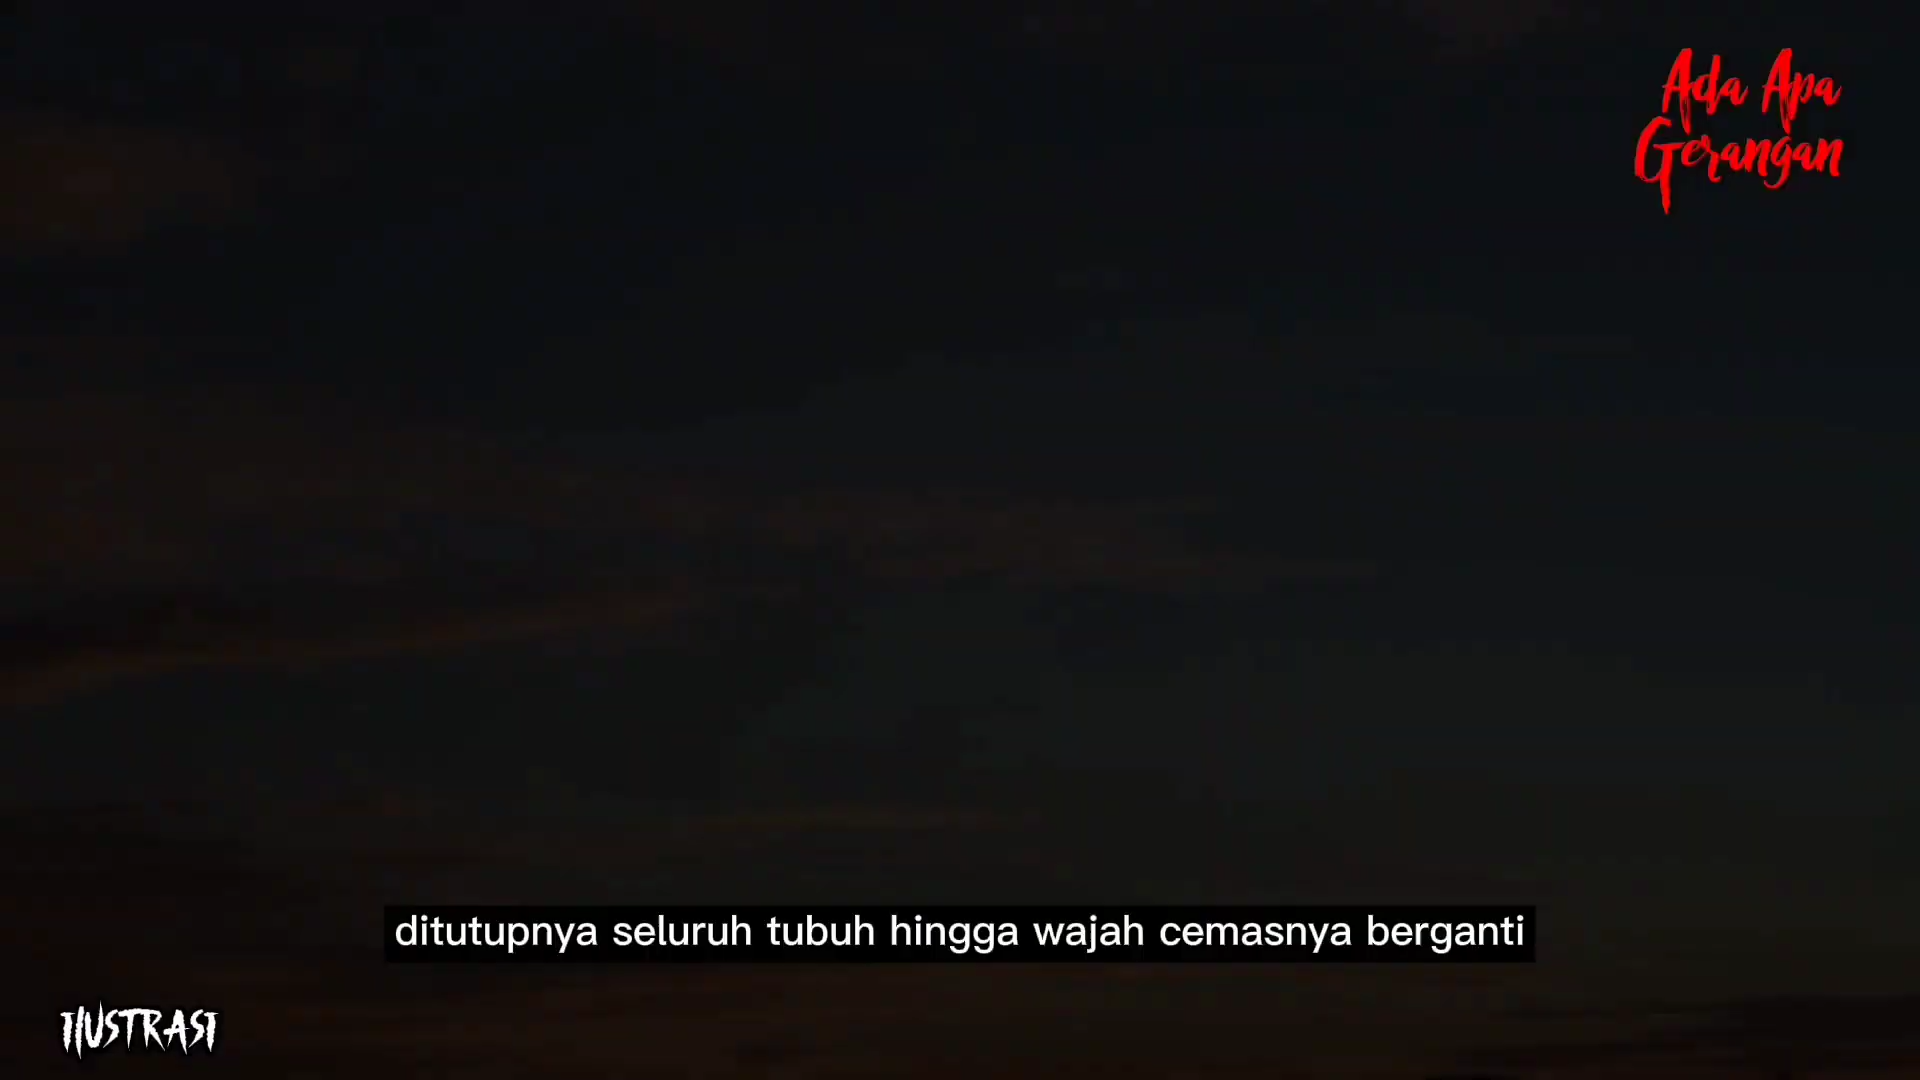 Ada Apa
Gerangan
ditutupnya seluruh tubuh hingga wajah cemasnya berganti
ILUSTRASI